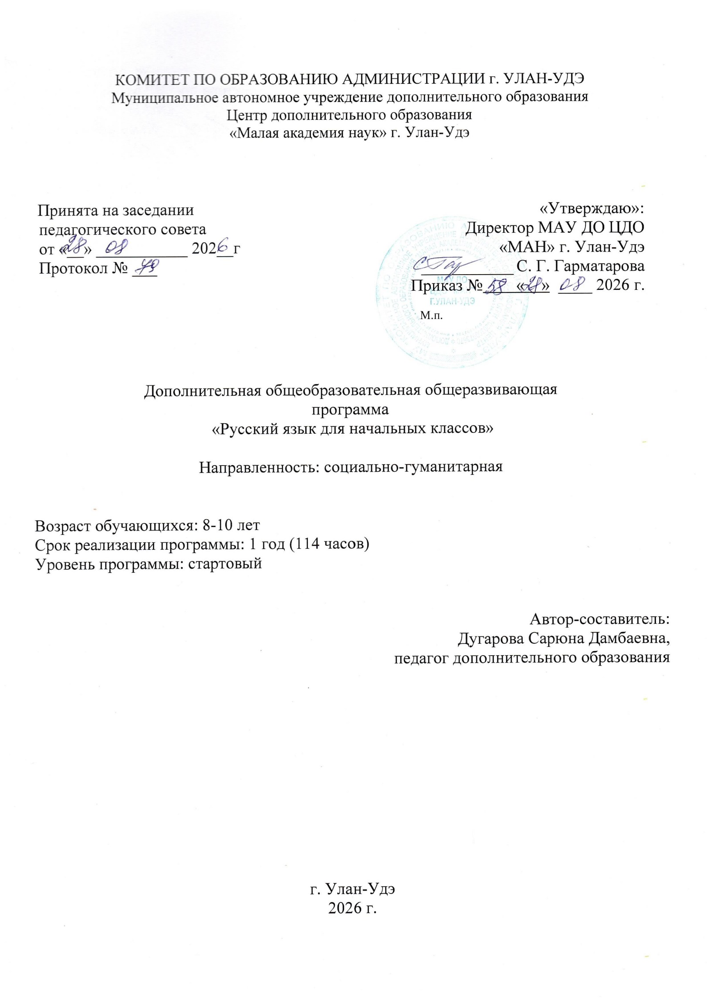 КОМИТЕТ ПО ОБРАЗОВАНИЮ АДМИНИСТРАЦИИ г. УЛАН-УДЭ
Муниципальное автономное учреждение дополнительного образования
Центр дополнительного образования
«Малая академия наук» г. Улан-Удэ
Принята на заседании
педагогического совета
от «28» 08 2026 г
Протокол №
«Утверждаю»:
Директор МАУ ДО ЦДО
«МАН» г. Улан-Удэ
С. Г. Гарматарова
Приказ № 58 «28» 08 2026 г.
Г.УЛАН-УДЭ
М.п.
Дополнительная общеобразовательная общеразвивающая
программа
«Русский язык для начальных классов»
Направленность: социально-гуманитарная
Возраст обучающихся: 8-10 лет
Срок реализации программы: 1 год (114 часов)
Уровень программы: стартовый
Автор-составитель:
Дугарова Сарюна Дамбаевна,
педагог дополнительного образования
г. Улан-Удэ
2026 г.